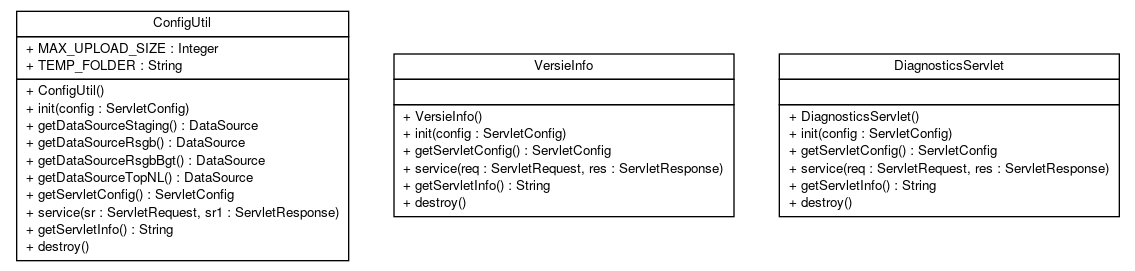 ConfigUtil
+ MAX_UPLOAD_SIZE : Integer
+ TEMP_FOLDER : String
+ ConfigUtil()
+ init(config : ServletConfig)
+ getDataSourceStaging() : DataSource
+ getDataSourceRsgb() : DataSource
+ getDataSourceRsgbBgt() : DataSource
+ getDataSourceTopNL() : DataSource
+ getServletConfig() : ServletConfig
+ service(sr : ServletRequest, sr1 : ServletResponse)
+ getServletInfo() : String
+ destroy()
VersieInfo
+ VersieInfo()
+ init(config : ServletConfig)
+ getServletConfig() : ServletConfig
+ service(req : ServletRequest, res : ServletResponse)
+ getServletInfo() : String
+ destroy()
DiagnosticsServlet
+ DiagnosticsServlet()
+ init(config : ServletConfig)
+ getServletConfig() : ServletConfig
+ service(req : ServletRequest, res : ServletResponse)
+ getServletInfo() : String
+ destroy()